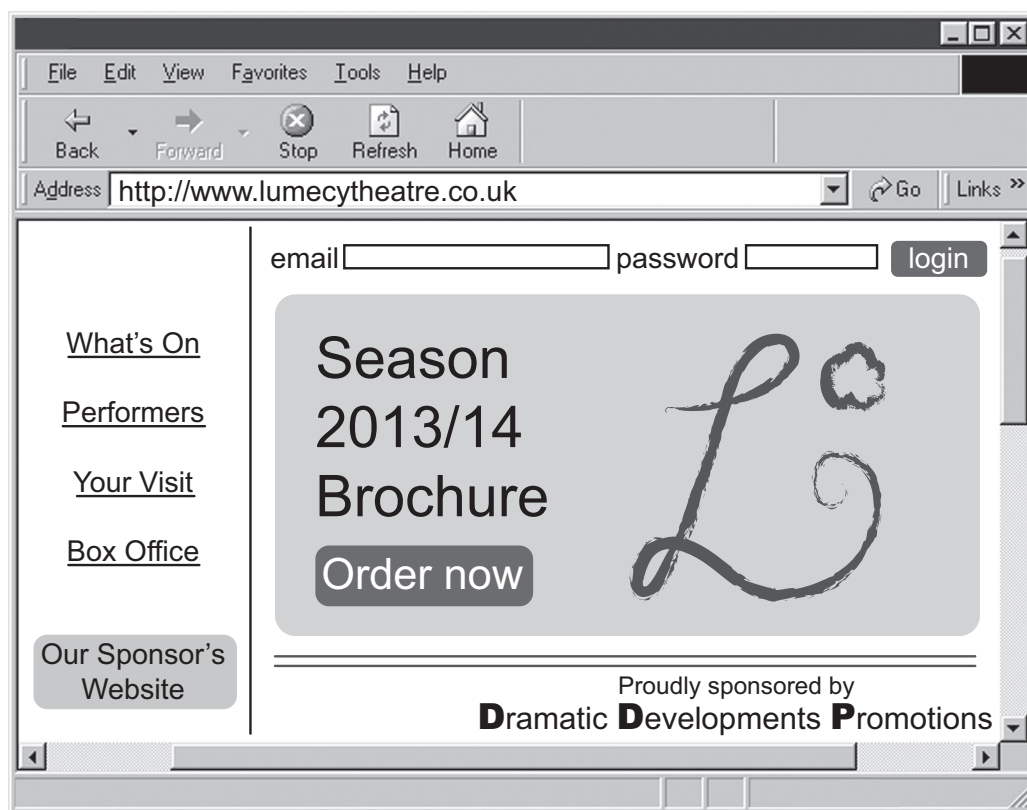 File Edit View Favorites Tools Help
Back Forward Stop Refresh Home
Address http://www.lumecytheatre.co.uk Go Links »
email password login
What's On
Performers
Your Visit
Box Office
Our Sponsor's
Website
Season
2013/14
Brochure
Order now
L
Proudly sponsored by
Dramatic Developments Promotions